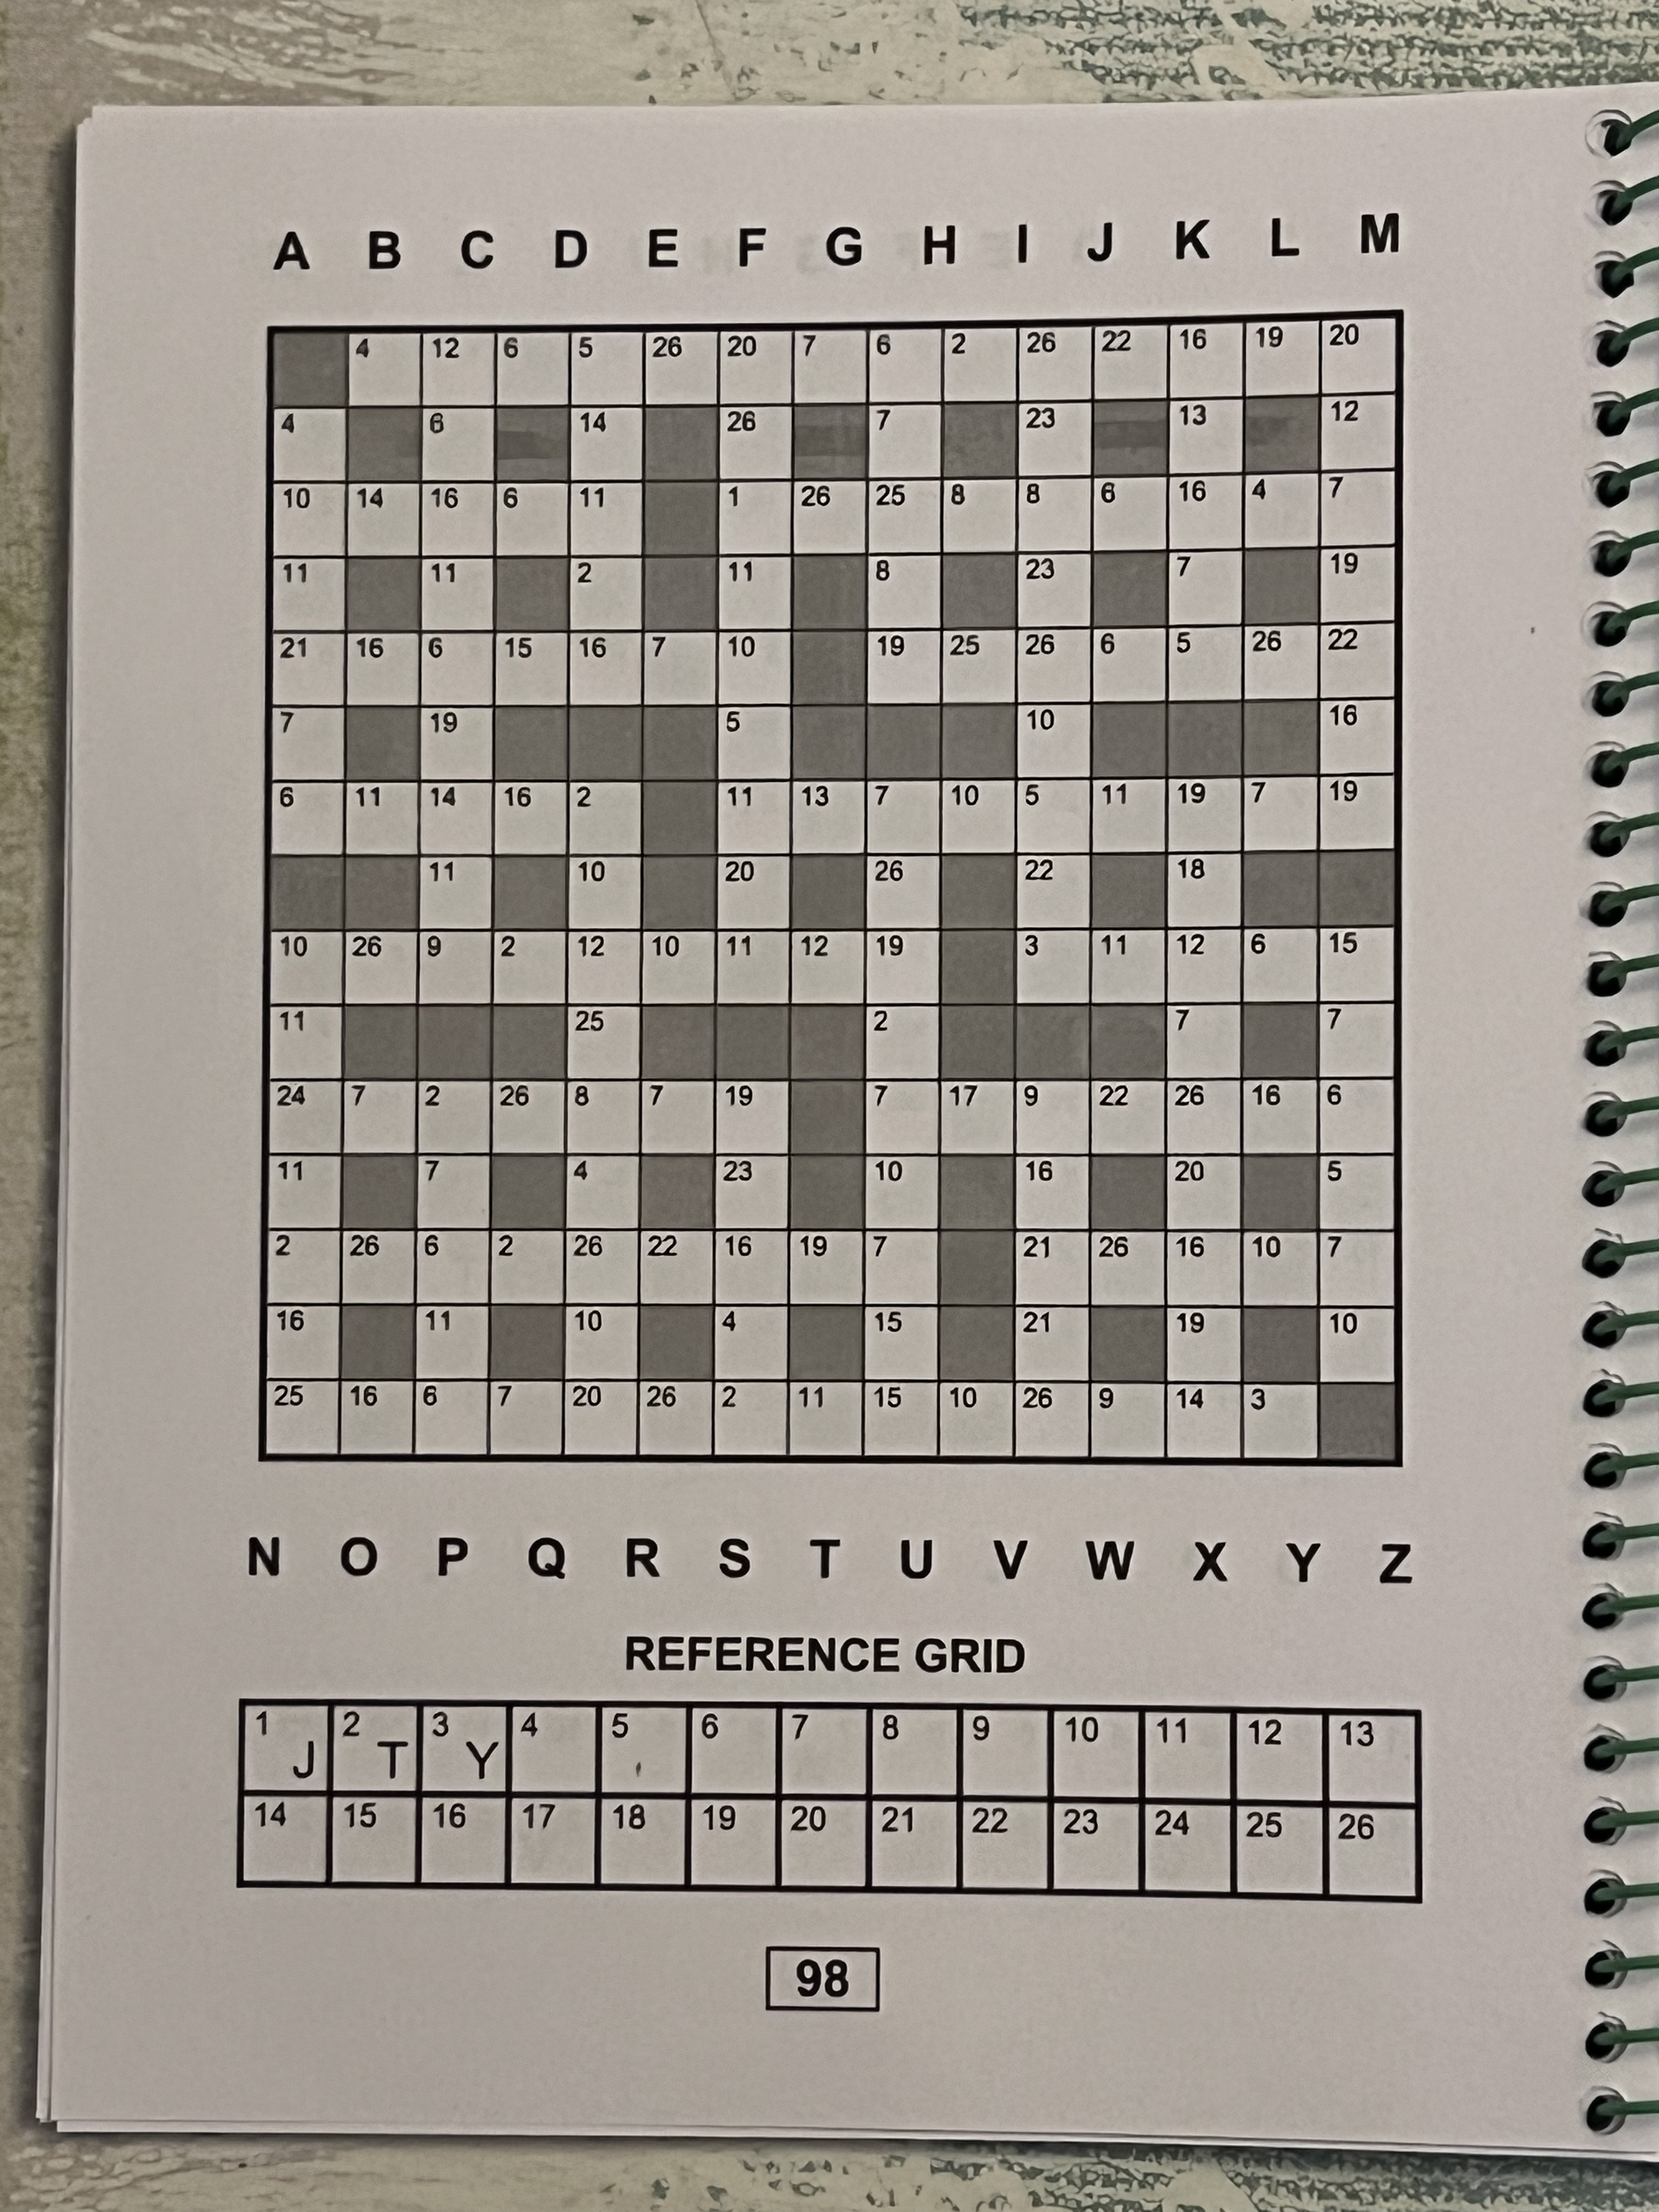 A B C D E F G H I J K L M
4 12 6 5 26 20 7 6 2 26 22 16 19 20
4 6 14 26 7 23 13 12
10 14 16 6 11 1 26 25 8 8 6 16 4 7
11 11 2 11 8 23 7 19
21 16 6 15 16 7 10 19 25 26 6 5 26 22
7 19 5 10 16
6 11 14 16 2 11 13 7 10 5 11 19 7 19
11 10 20 26 22 18
10 26 9 2 12 10 11 12 19 3 11 12 6 15
11 25 2 7 7
24 7 2 26 8 7 19 7 17 9 22 26 16 6
11 7 4 23 10 16 20 5
2 26 6 2 26 22 16 19 7 21 26 16 10 7
16 11 10 4 15 21 19 10
25 16 6 7 20 26 2 11 15 10 26 9 14 3
N O P Q R S T U V W X Y Z
REFERENCE GRID
1 J 2 T 3 Y 4 5 6 7 8 9 10 11 12 13
14 15 16 17 18 19 20 21 22 23 24 25 26
98